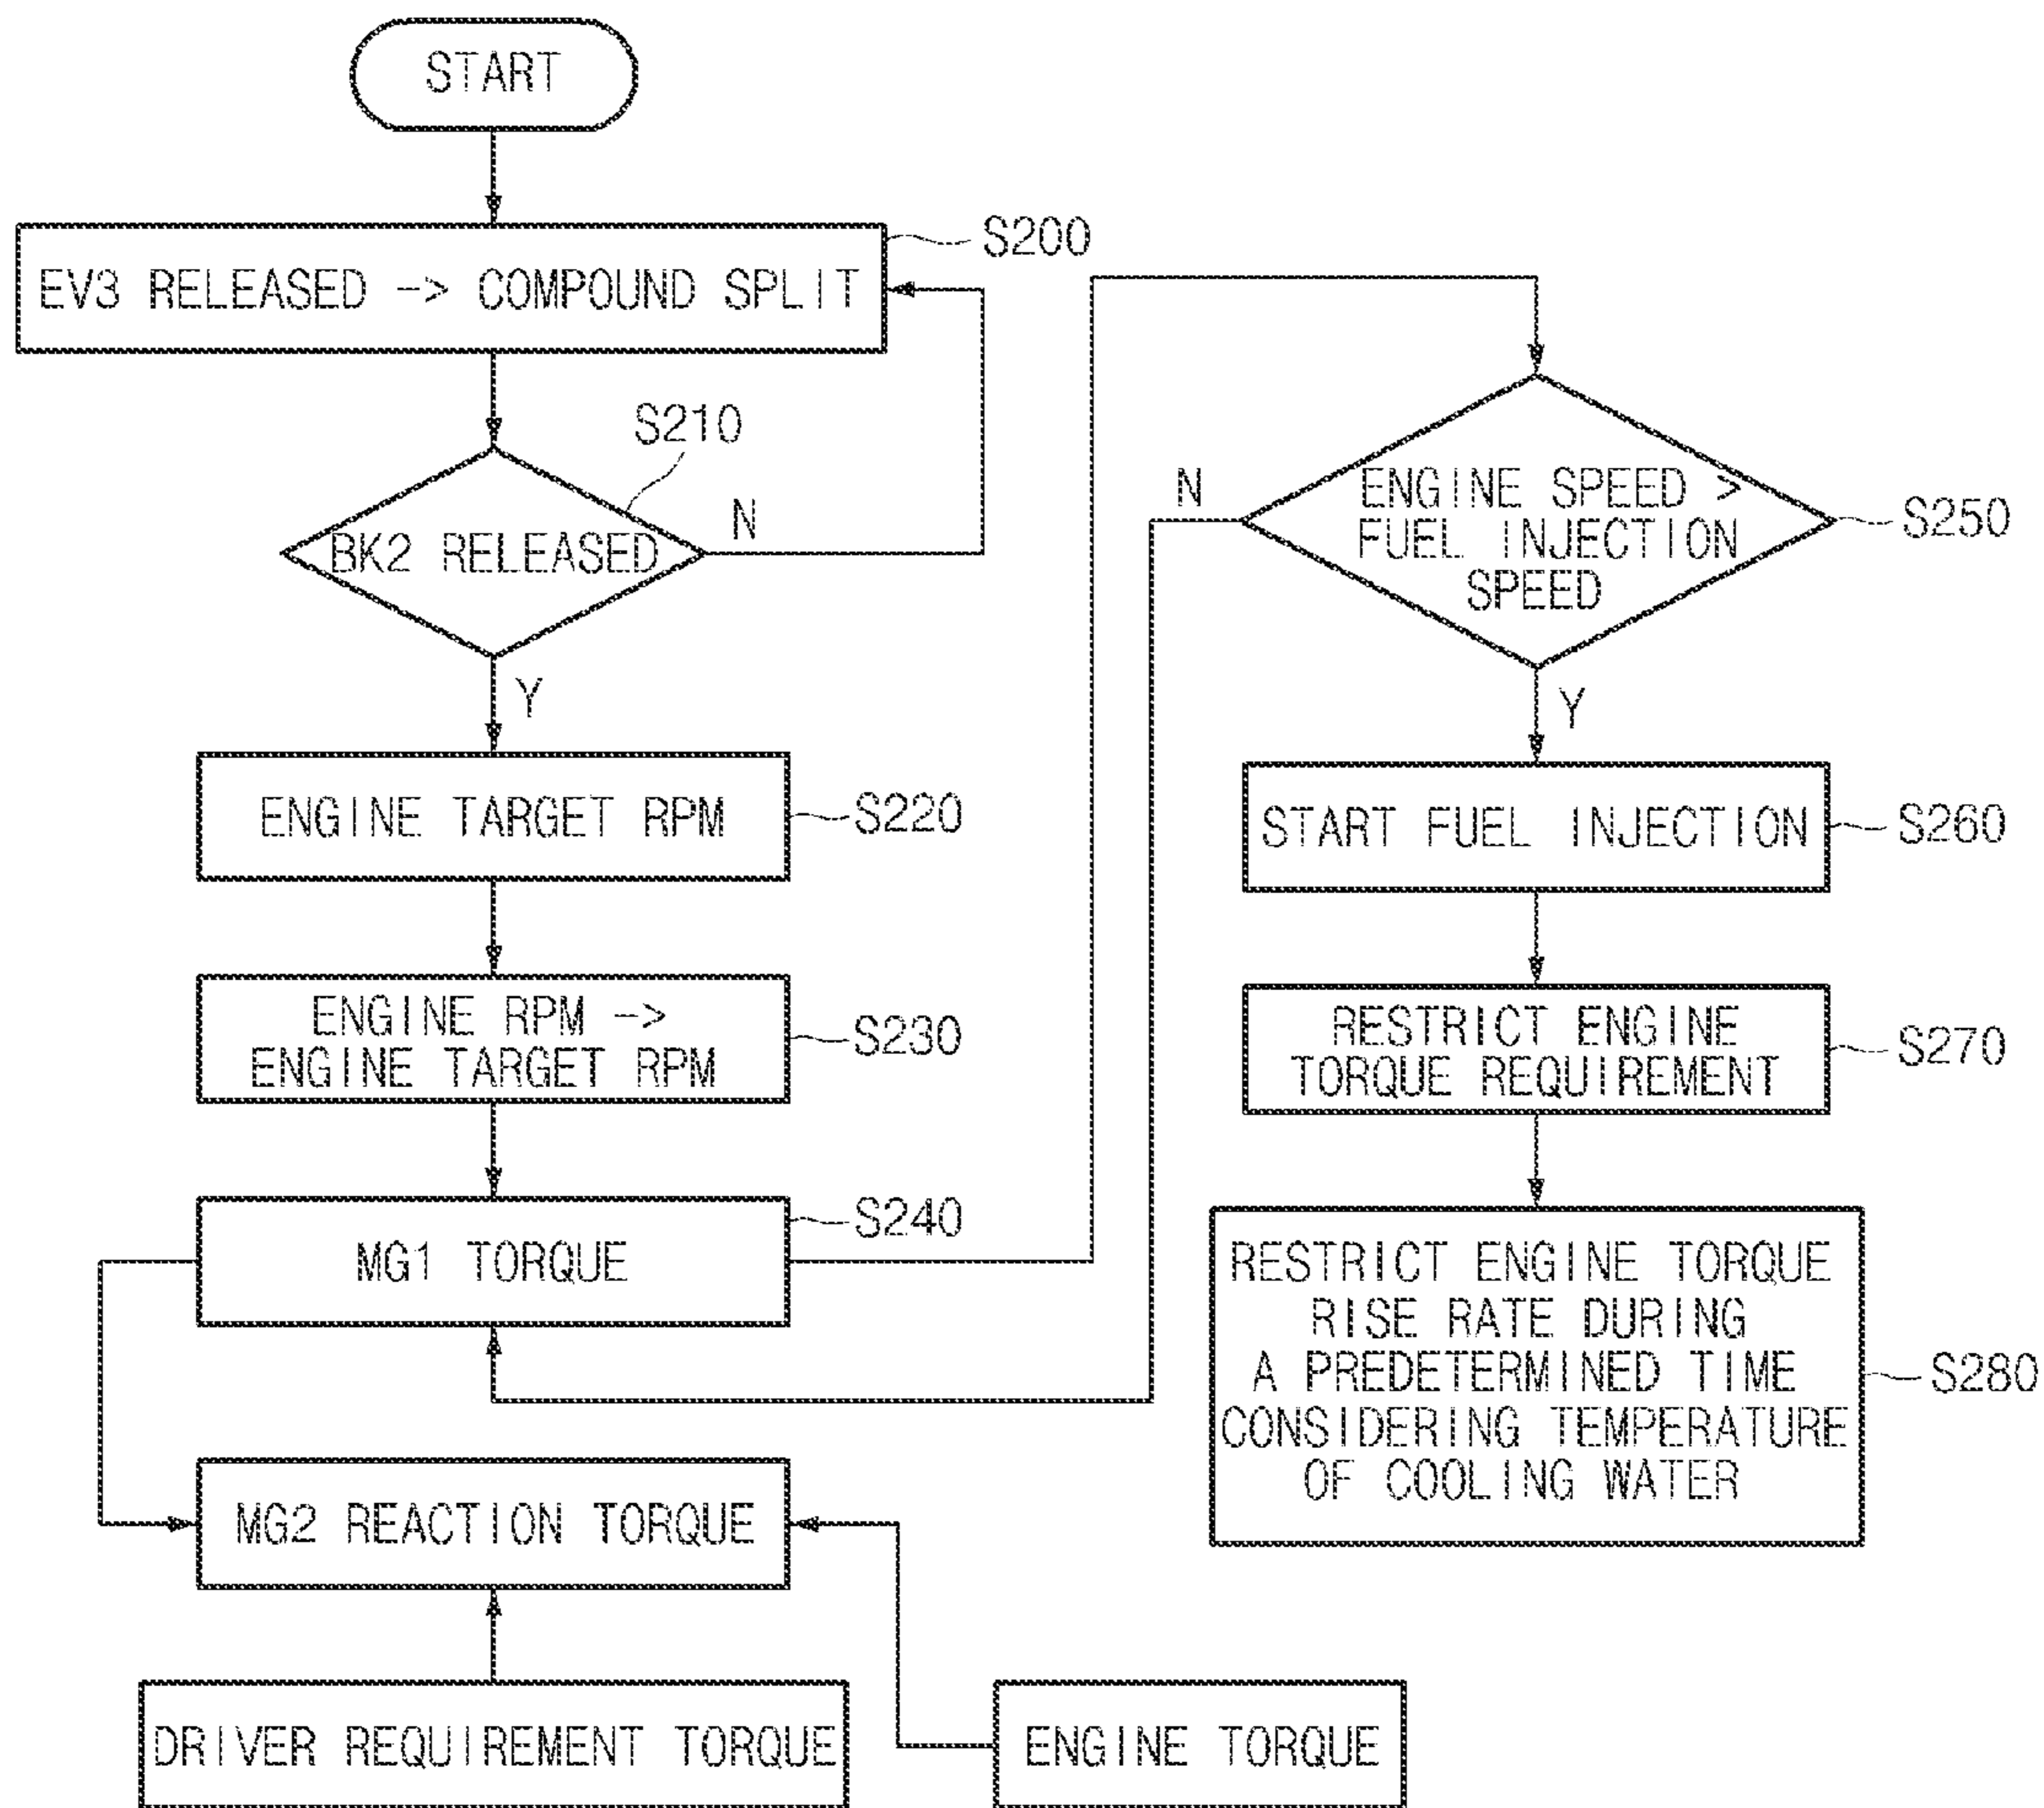 START
EV3 RELEASED -> COMPOUND SPLIT
S200
BK2 RELEASED
S210
N
Y
ENGINE TARGET RPM
S220
ENGINE RPM ->
ENGINE TARGET RPM
S230
MG1 TORQUE
S240
MG2 REACTION TORQUE
DRIVER REQUIREMENT TORQUE
ENGINE TORQUE
ENGINE SPEED >
FUEL INJECTION
SPEED
S250
N
Y
START FUEL INJECTION
S260
RESTRICT ENGINE
TORQUE REQUIREMENT
S270
RESTRICT ENGINE TORQUE
RISE RATE DURING
A PREDETERMINED TIME
CONSIDERING TEMPERATURE
OF COOLING WATER
S280